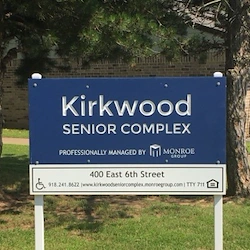 Kirkwood
SENIOR COMPLEX
PROFESSIONALLY MANAGED BY MONROE
GROUP
400 East 6th Street
918.241.8622 | www.kirkwoodseniorcomplex.monroegroup.com | TTY 711